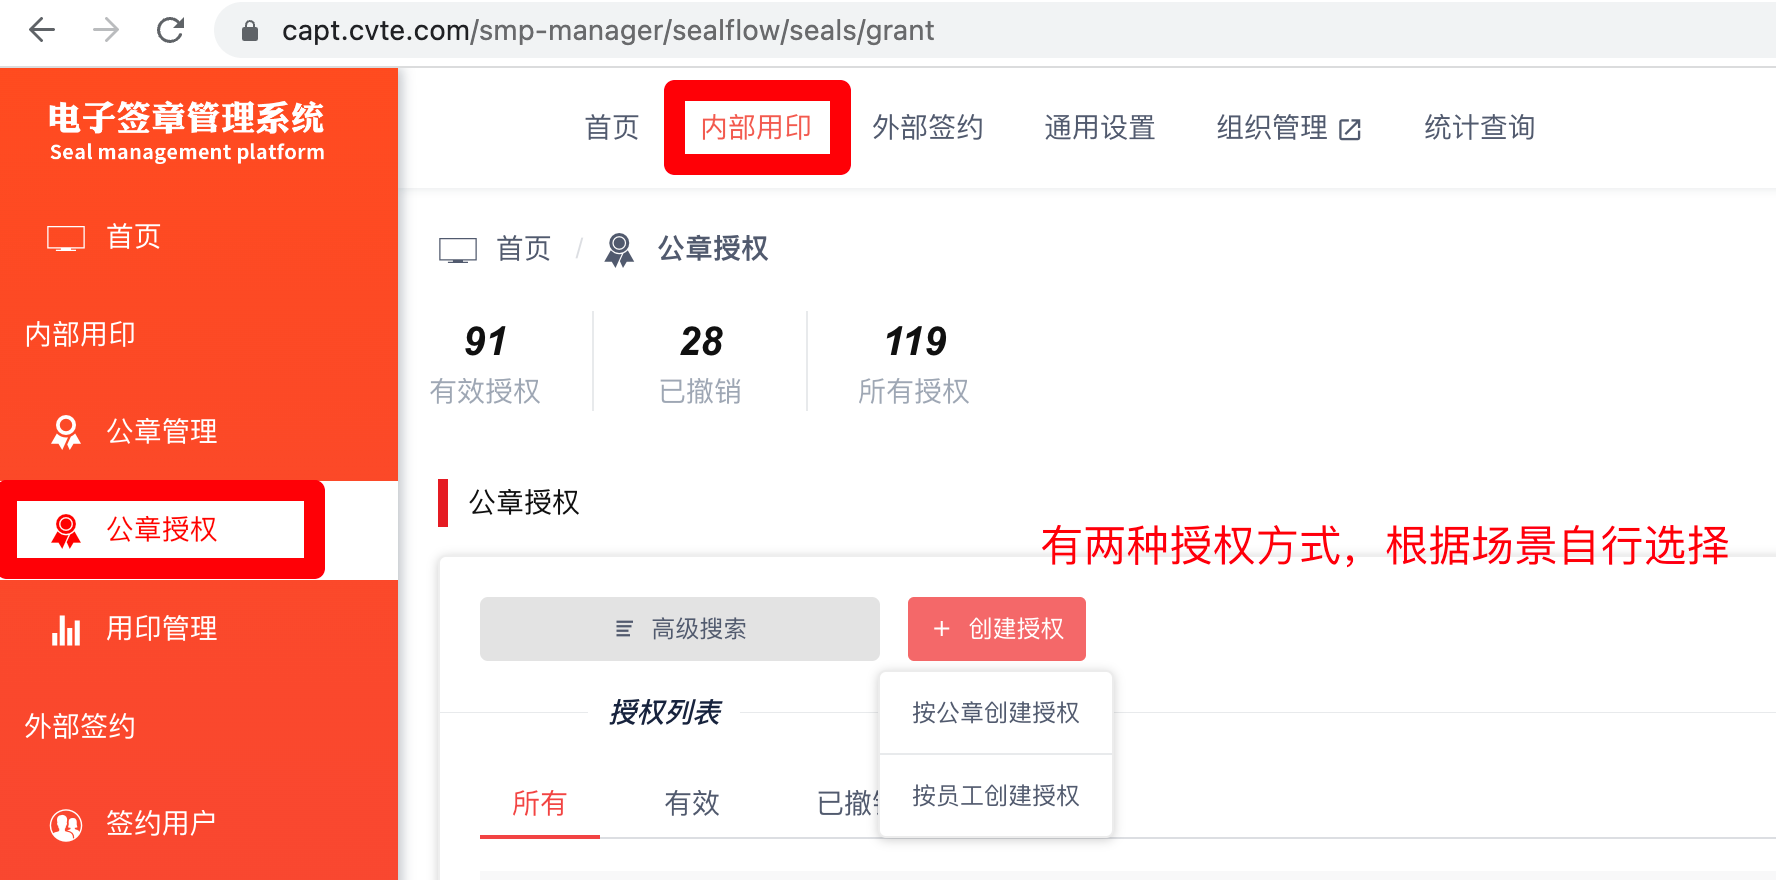 capt.cvte.com/smp-manager/sealflow/seals/grant
电子签章管理系统
Seal management platform
首页
内部用印
外部签约
通用设置
组织管理
统计查询
首页
内部用印
公章管理
公章授权
用印管理
外部签约
签约用户
首页 / 公章授权
91
有效授权
28
已撤销
119
所有授权
公章授权
有两种授权方式，根据场景自行选择
高级搜索
+ 创建授权
按公章创建授权
按员工创建授权
授权列表
所有
有效
已撤